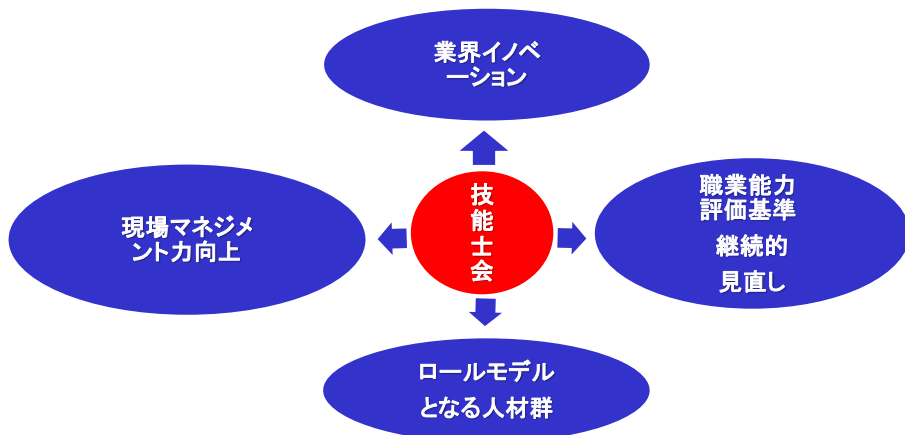 業界イノベ
ーション
現場マネジメ
ント力向上
技
能
士
会
職業能力
評価基準
継続的
見直し
ロールモデル
となる人材群